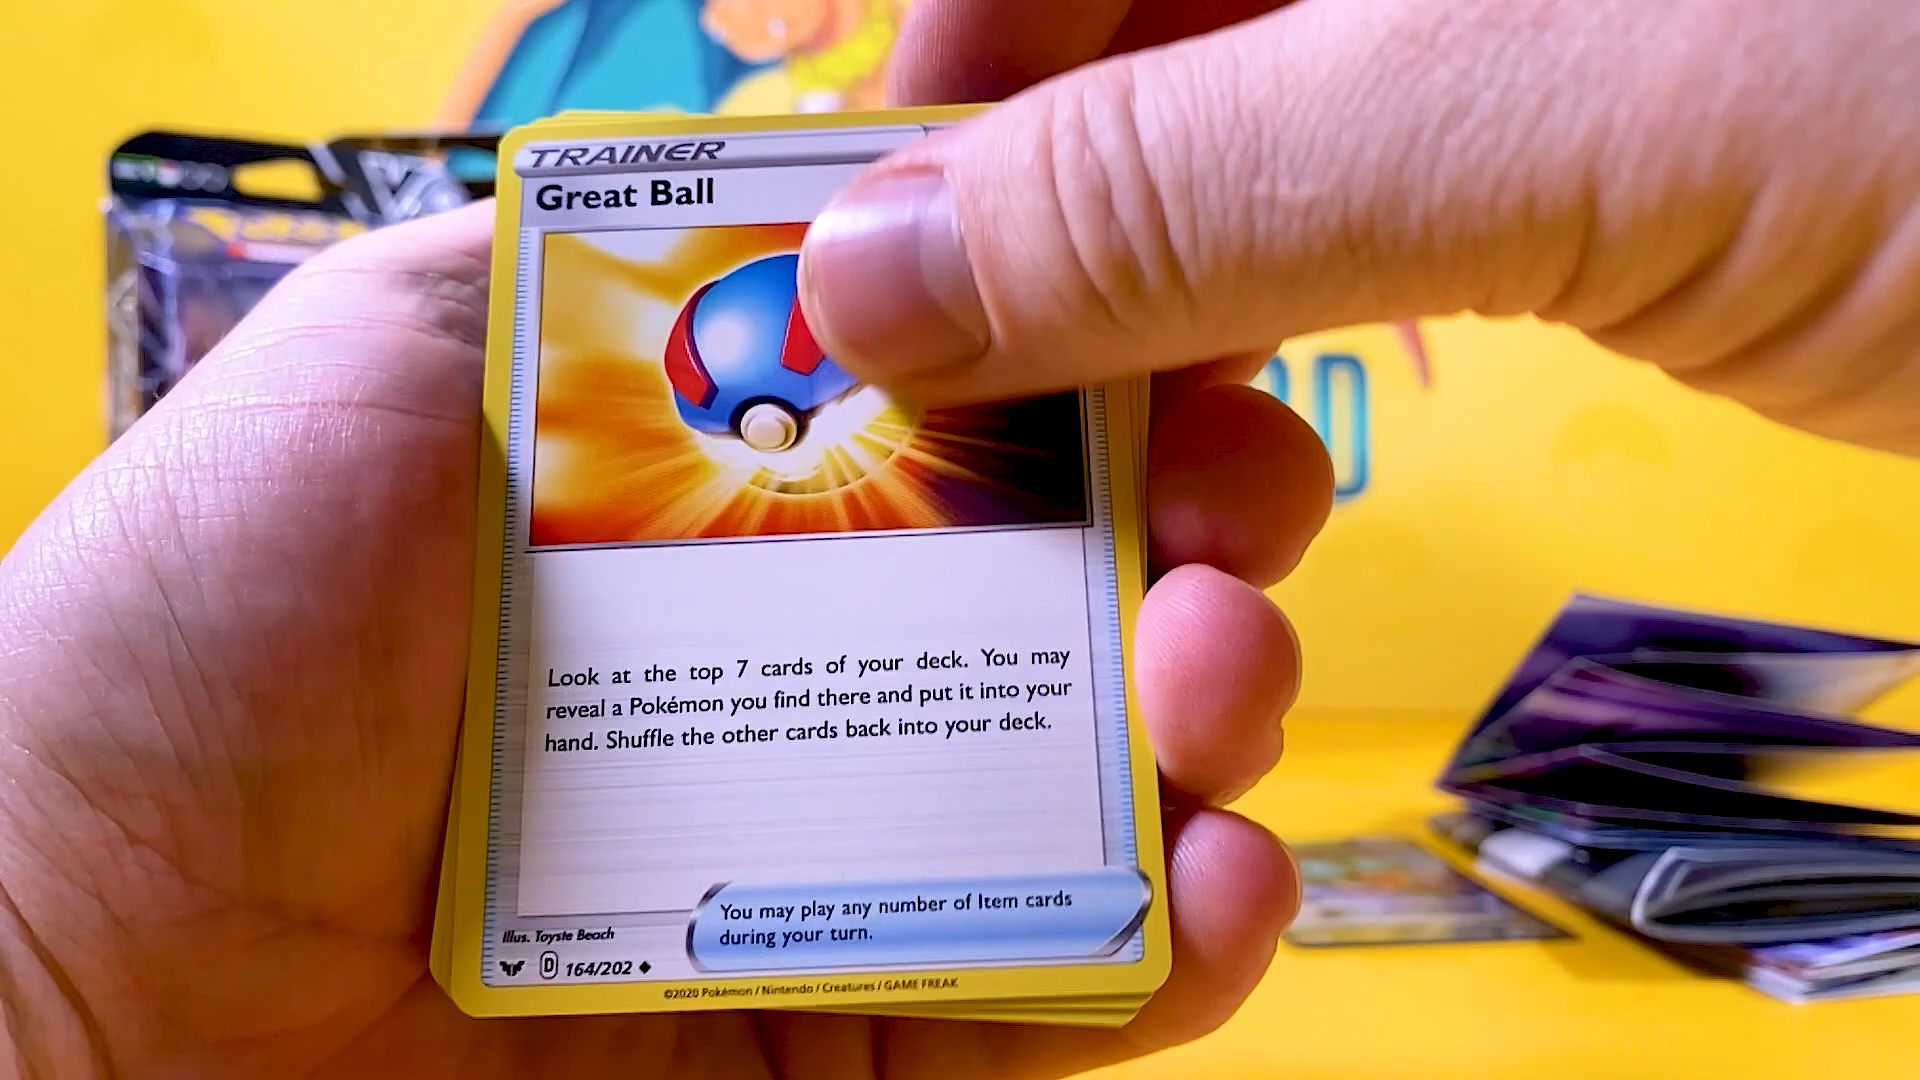 TRAINER
Great Ball
Look at the top 7 cards of your deck. You may
reveal a Pokémon you find there and put it into your
hand. Shuffle the other cards back into your deck.
You may play any number of Item cards
during your turn.
Illus. Toyste Beach
D 164/202
©2020 Pokémon / Nintendo / Creatures / GAME FREAK